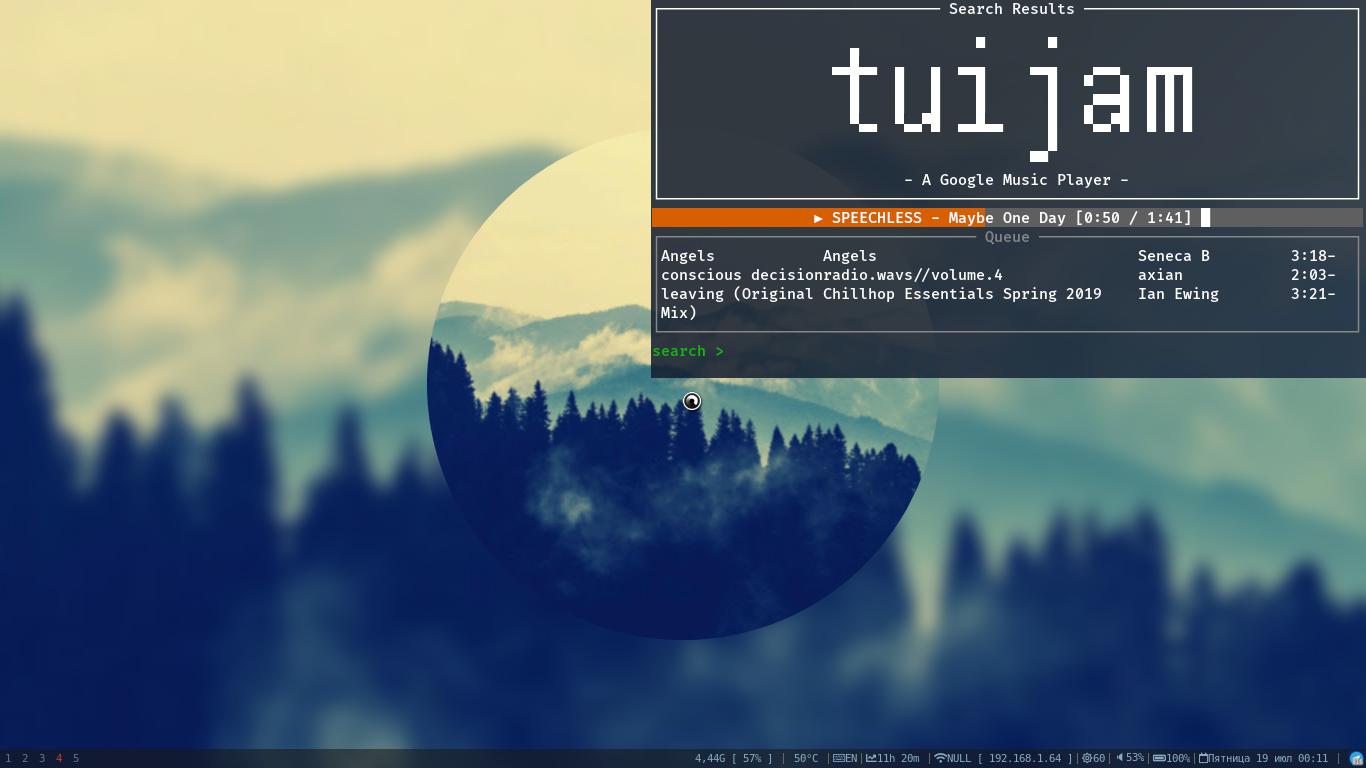 Search Results
tuijam
- A Google Music Player -
▶ SPEECHLESS - Maybe One Day [0:50 / 1:41]
Queue
Angels Angels Seneca B 3:18-
conscious decisionradio.wavs//volume.4 axian 2:03-
leaving (Original Chillhop Essentials Spring 2019 Ian Ewing 3:21-
Mix)
search >
1 2 3 4 5 4,44G [ 57% ] | 50°C | EN| 11h 20m | NULL [ 192.168.1.64 ]| 60| 53%| 100%| Пятница 19 июл 00:11 |